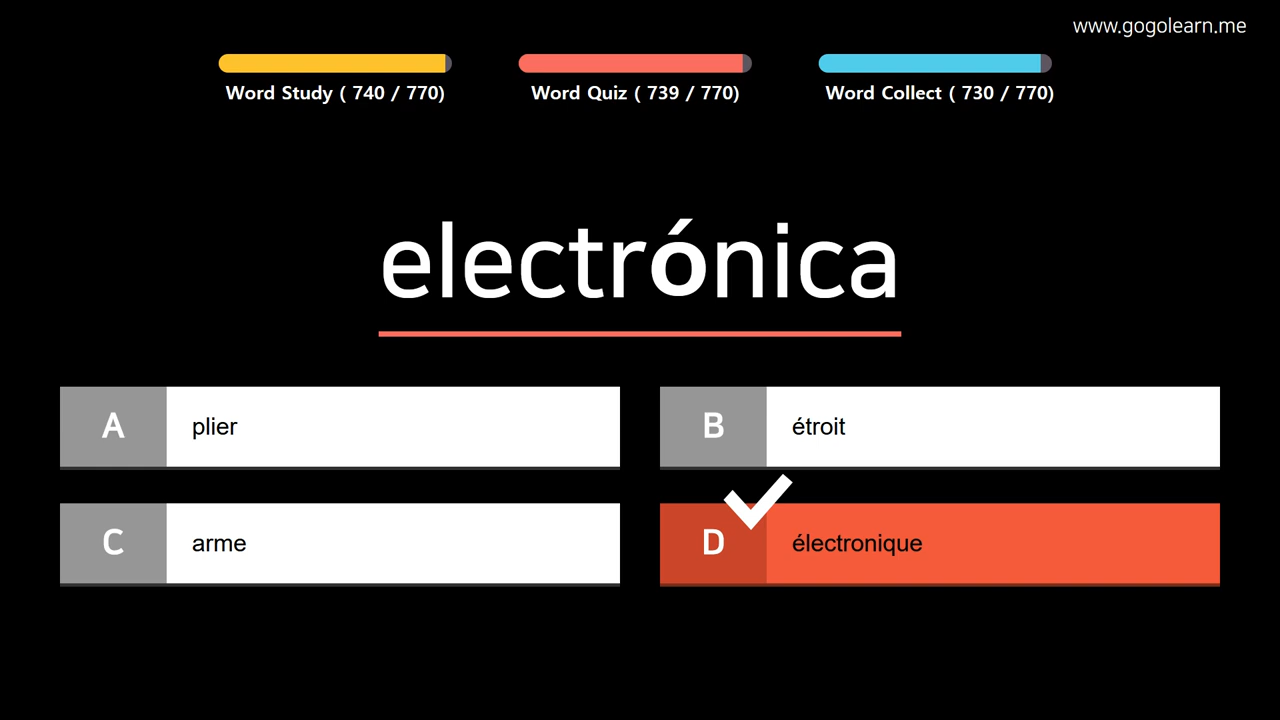 www.gogolearn.me
Word Study ( 740 / 770)
Word Quiz ( 739 / 770)
Word Collect ( 730 / 770)
electrónica
A
plier
B
étroit
C
arme
D
électronique